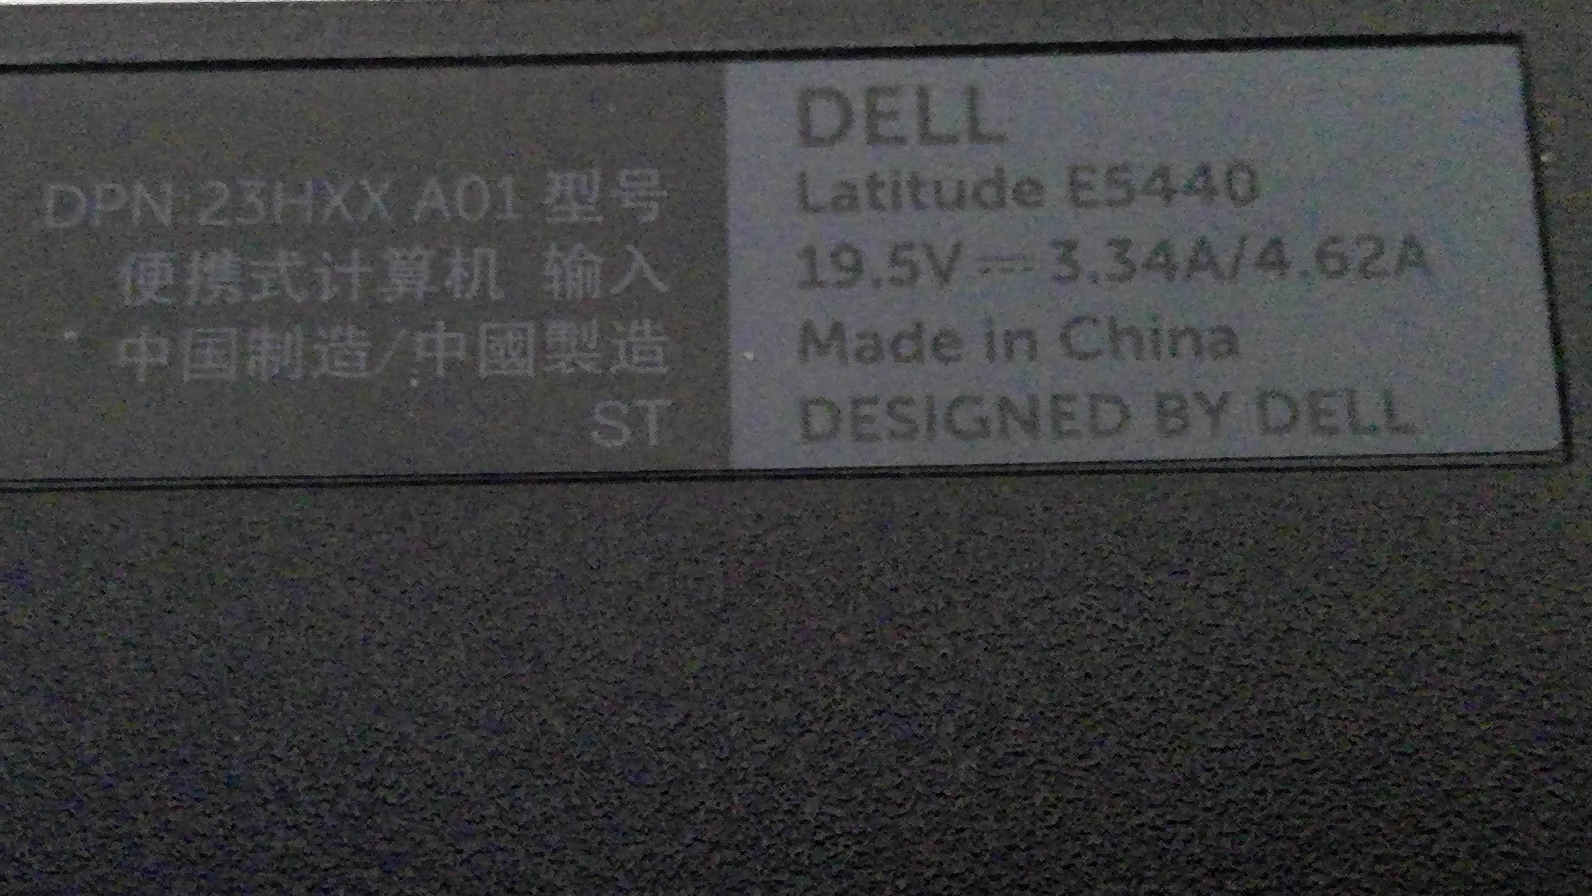 DPN:23HXX A01 型号
便携式计算机 输入
中国制造/中國製造
ST
DELL
Latitude E5440
19.5V⎓3.34A/4.62A
Made in China
DESIGNED BY DELL